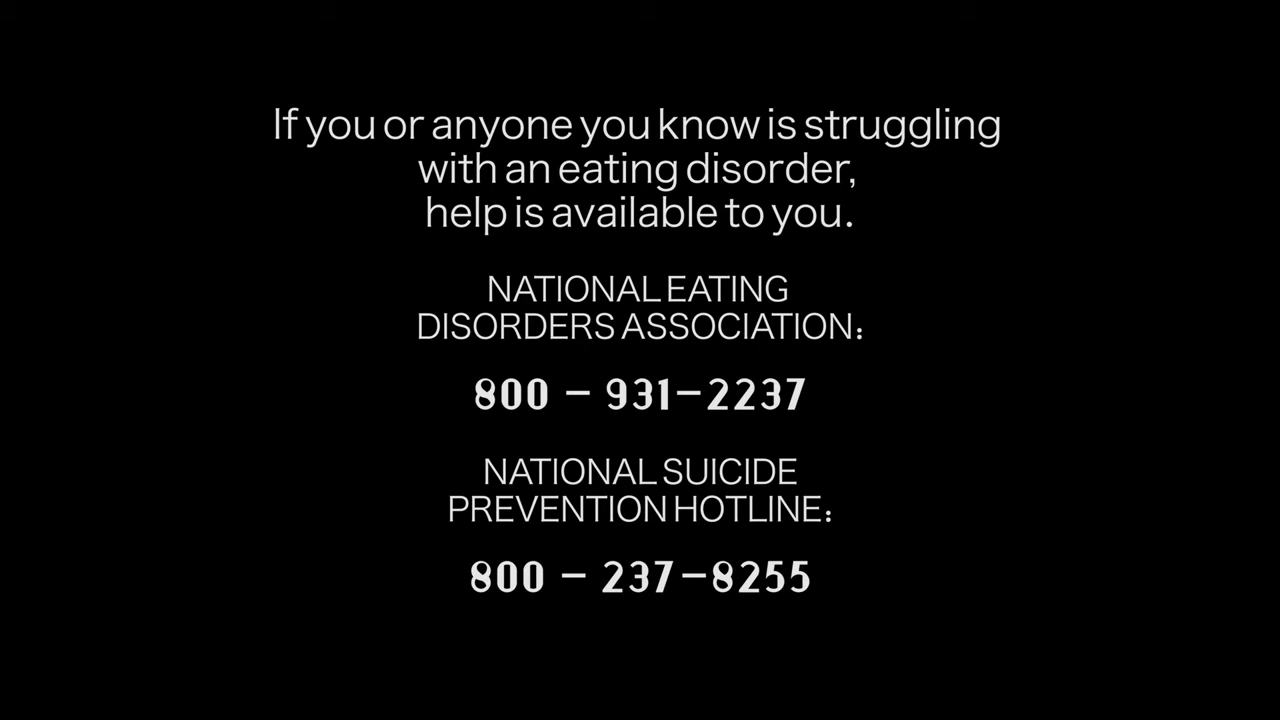 If you or anyone you know is struggling
with an eating disorder,
help is available to you.
NATIONAL EATING
DISORDERS ASSOCIATION:
800 – 931–2237
NATIONAL SUICIDE
PREVENTION HOTLINE:
800 – 237–8255